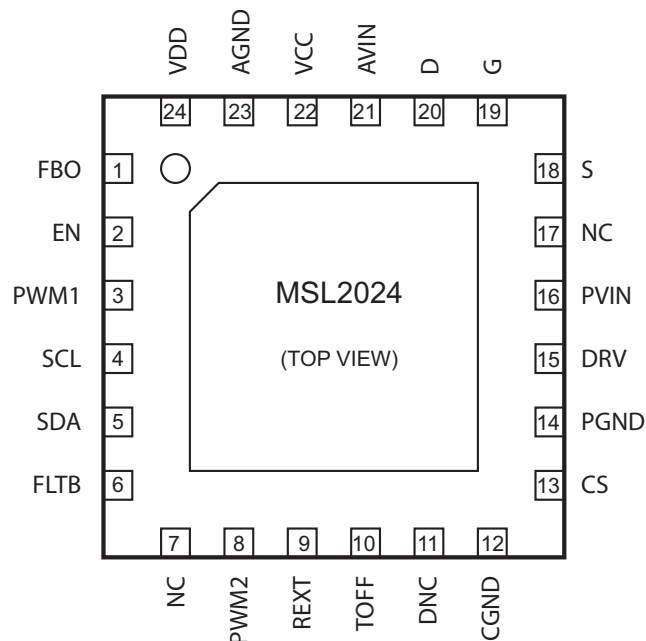 VDD AGND VCC AVIN D G
24 23 22 21 20 19
FBO 1 18 S
EN 2 17 NC
PWM1 3 MSL2024 16 PVIN
SCL 4 (TOP VIEW) 15 DRV
SDA 5 14 PGND
FLTB 6 13 CS
7 8 9 10 11 12
NC PWM2 REXT TOFF DNC CGND